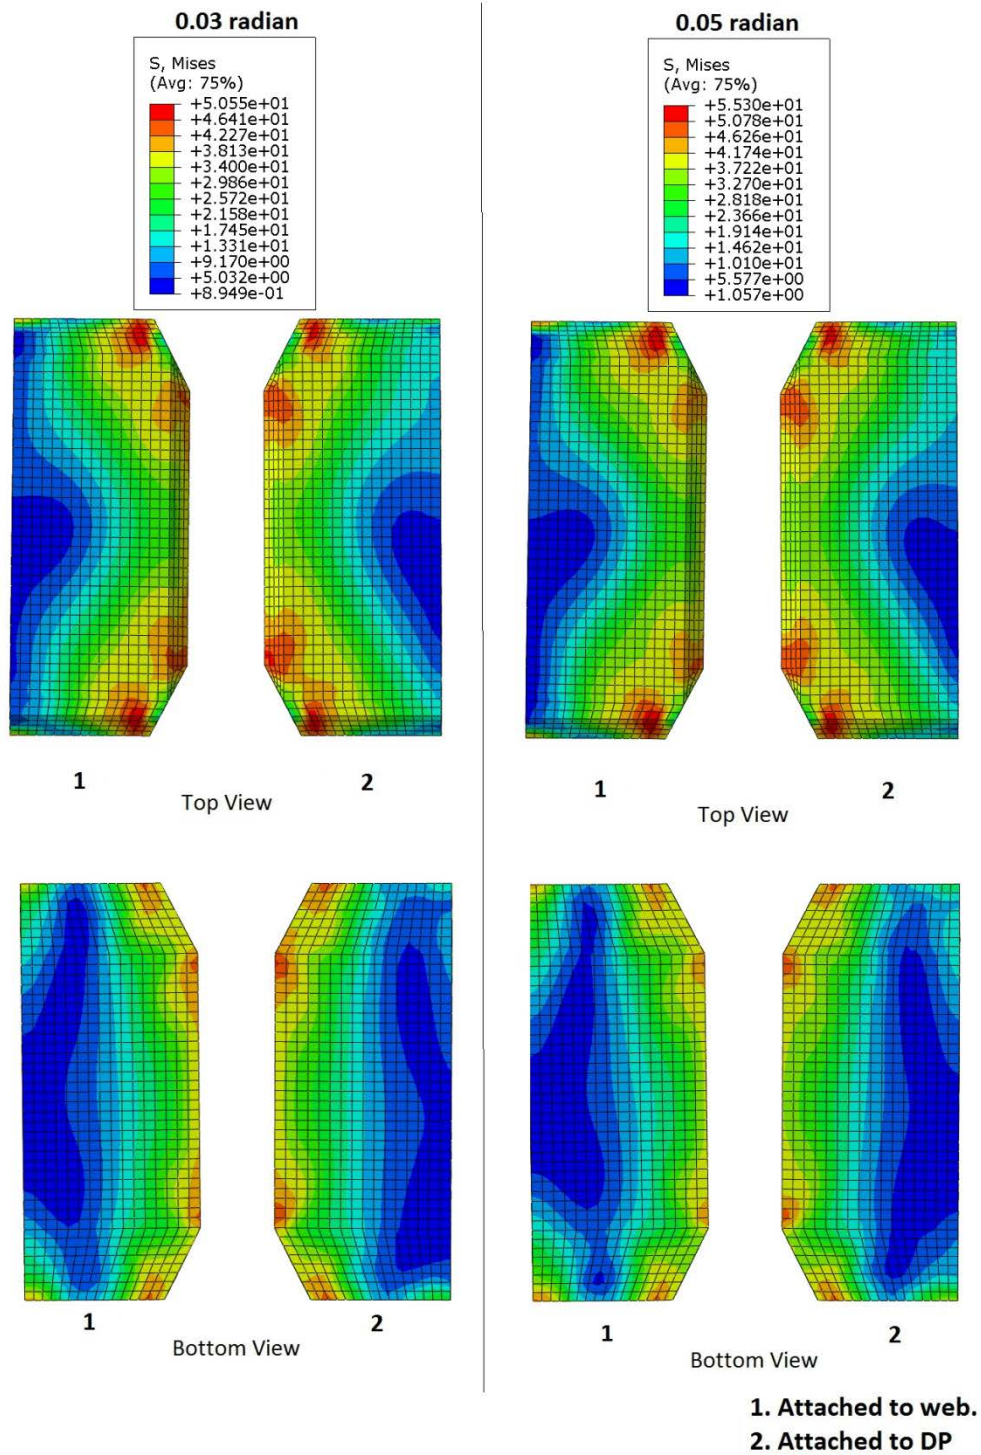 0.03 radian
S, Mises
(Avg: 75%)
+5.055e+01
+4.641e+01
+4.227e+01
+3.813e+01
+3.400e+01
+2.986e+01
+2.572e+01
+2.158e+01
+1.745e+01
+1.331e+01
+9.170e+00
+5.032e+00
+8.949e-01
1
2
Top View
1
2
Bottom View
0.05 radian
S, Mises
(Avg: 75%)
+5.530e+01
+5.078e+01
+4.626e+01
+4.174e+01
+3.722e+01
+3.270e+01
+2.818e+01
+2.366e+01
+1.914e+01
+1.462e+01
+1.010e+01
+5.577e+00
+1.057e+00
1
2
Top View
1
2
Bottom View
1. Attached to web.
2. Attached to DP